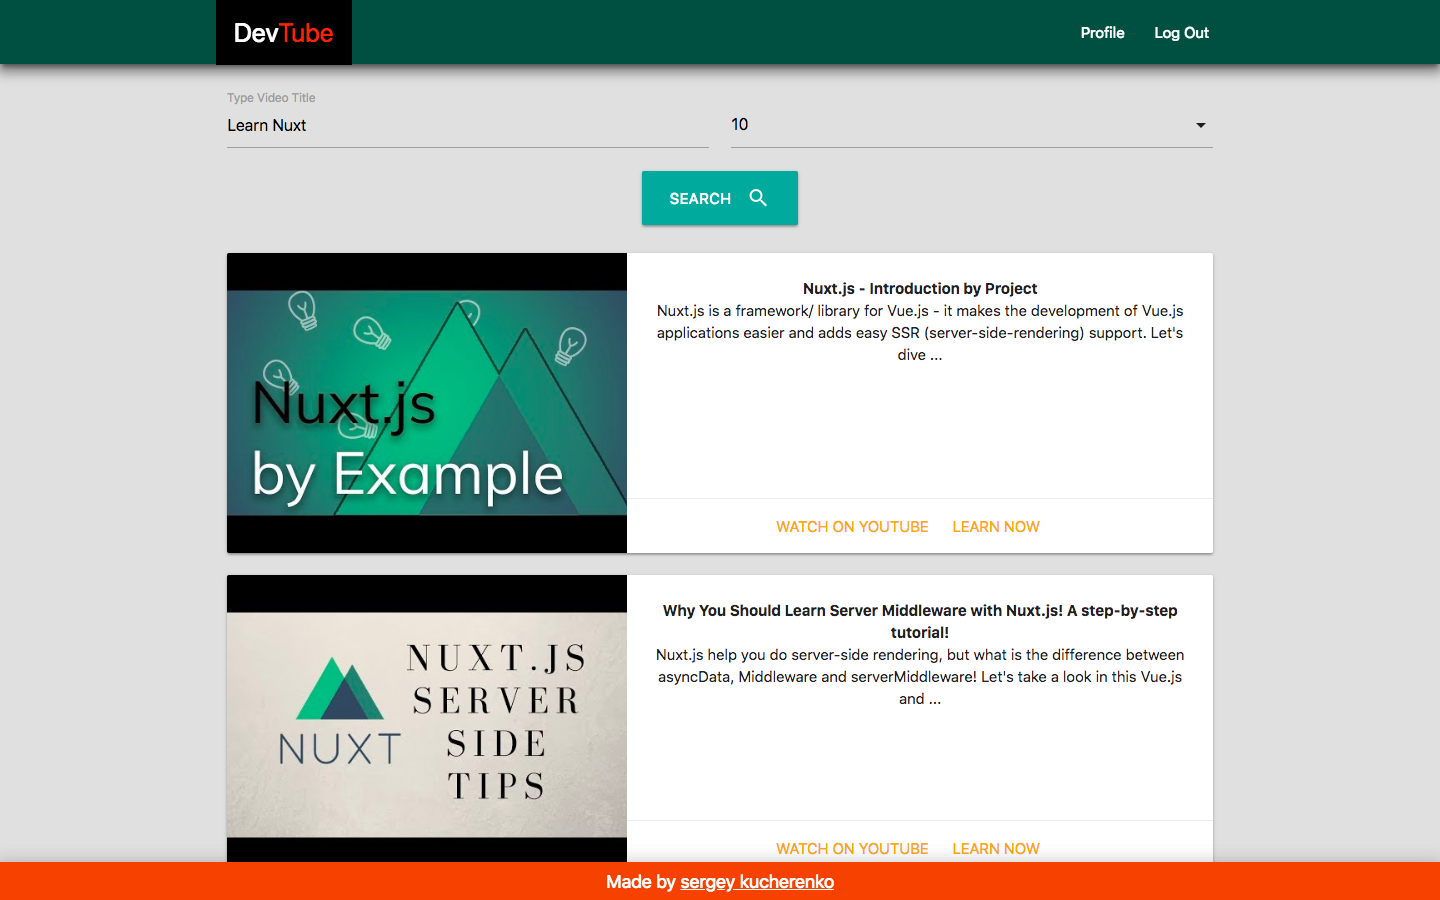 DevTube
Profile
Log Out
Type Video Title
Learn Nuxt
10
SEARCH
Nuxt.js
by Example
Nuxt.js - Introduction by Project
Nuxt.js is a framework/ library for Vue.js - it makes the development of Vue.js
applications easier and adds easy SSR (server-side-rendering) support. Let's
dive ...
WATCH ON YOUTUBE
LEARN NOW
NUXT
NUXT.JS
SERVER
SIDE
TIPS
Why You Should Learn Server Middleware with Nuxt.js! A step-by-step
tutorial!
Nuxt.js help you do server-side rendering, but what is the difference between
asyncData, Middleware and serverMiddleware! Let's take a look in this Vue.js
and ...
WATCH ON YOUTUBE
LEARN NOW
Made by sergey kucherenko